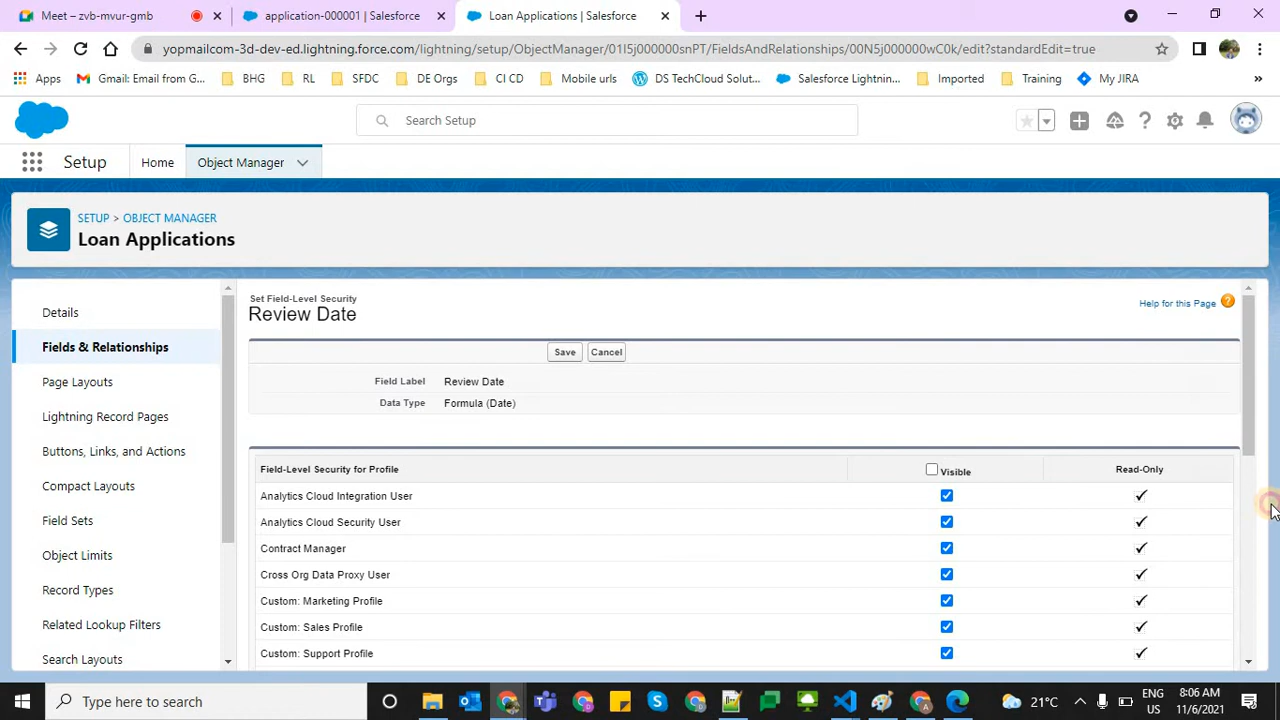 Meet – zvb-mvur-gmb
application-000001 | Salesforce
Loan Applications | Salesforce
yopmailcom-3d-dev-ed.lightning.force.com/lightning/setup/ObjectManager/01I5j000000snPT/FieldsAndRelationships/00N5j000000wC0k/edit?standardEdit=true
Apps
Gmail: Email from G...
BHG
RL
SFDC
DE Orgs
CI CD
Mobile urls
DS TechCloud Solut...
Salesforce Lightnin...
Imported
Training
My JIRA
»
Search Setup
Setup
Home
Object Manager
SETUP > OBJECT MANAGER
Loan Applications
Details
Fields & Relationships
Page Layouts
Lightning Record Pages
Buttons, Links, and Actions
Compact Layouts
Field Sets
Object Limits
Record Types
Related Lookup Filters
Search Layouts
Set Field-Level Security
Review Date
Help for this Page
Save Cancel
Field Label Review Date
Data Type Formula (Date)
Field-Level Security for Profile Visible Read-Only
Analytics Cloud Integration User
Analytics Cloud Security User
Contract Manager
Cross Org Data Proxy User
Custom: Marketing Profile
Custom: Sales Profile
Custom: Support Profile
Type here to search
21°C
ENG
US
8:06 AM
11/6/2021